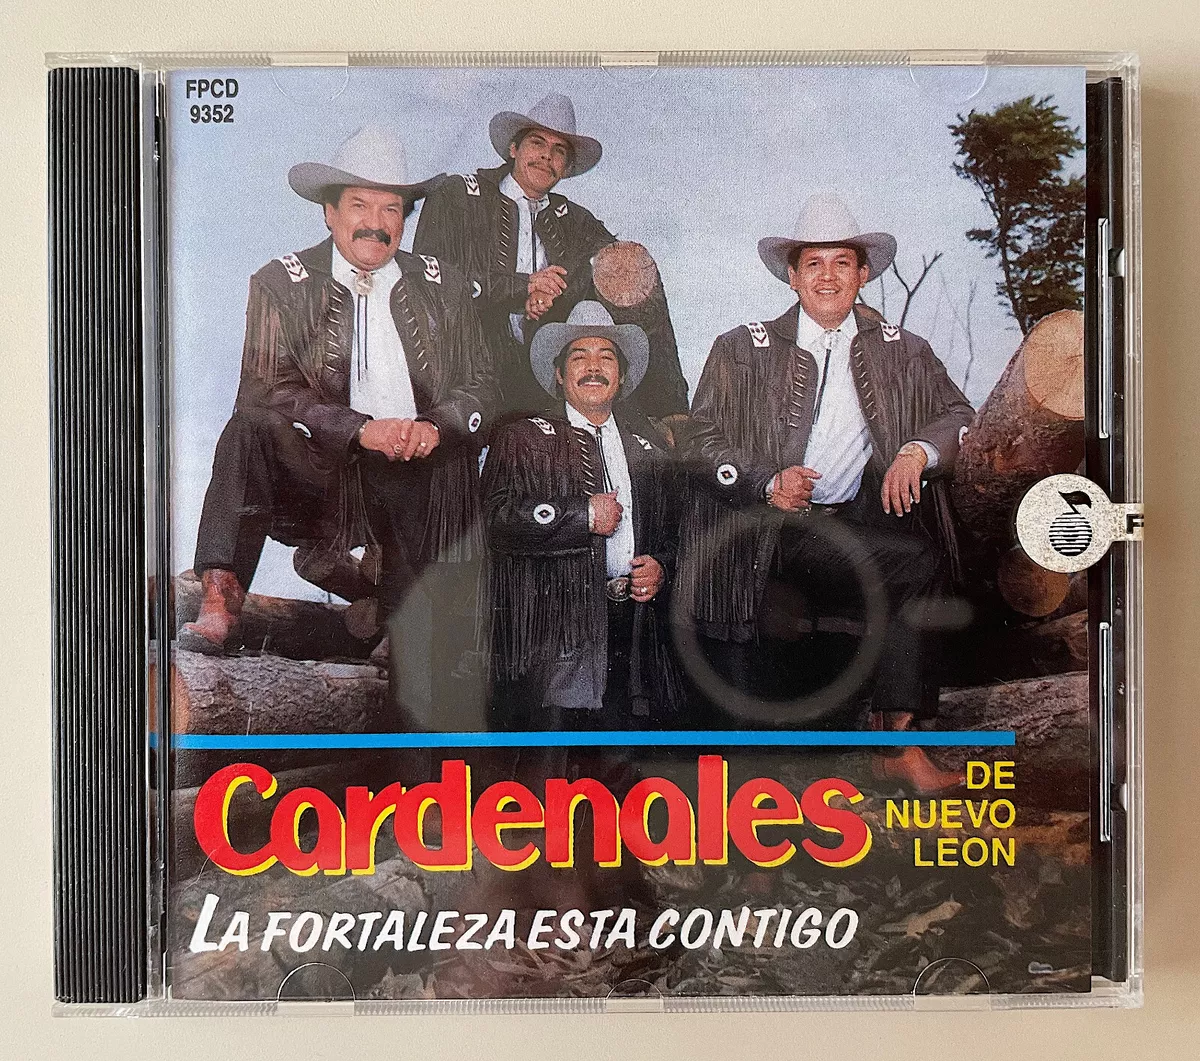 FPCD
9352
Cardenales
DE
NUEVO
LEON
LA FORTALEZA ESTA CONTIGO